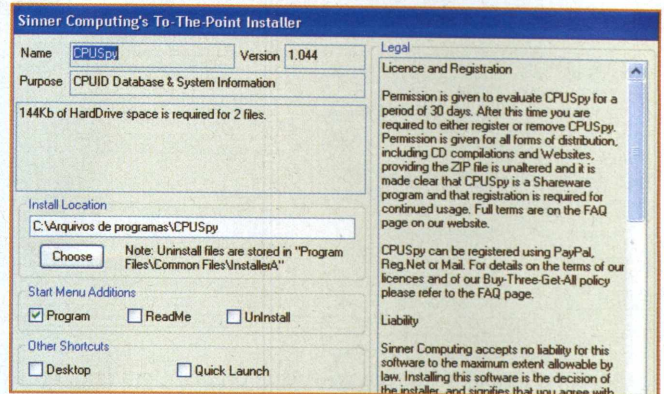 Sinner Computing's To-The-Point Installer
Name CPUSpy Version 1.044
Purpose CPUID Database & System Information
144Kb of HardDrive space is required for 2 files.
Install Location
C:\Arquivos de programas\CPUSpy
Choose
Note: Uninstall files are stored in "Program
Files\Common Files\InstallerA"
Start Menu Additions
Program ReadMe UnInstall
Other Shortcuts
Desktop Quick Launch
Legal
Licence and Registration
Permission is given to evaluate CPUSpy for a
period of 30 days. After this time you are
required to either register or remove CPUSpy.
Permission is given for all forms of distribution,
including CD compilations and Websites,
providing the ZIP file is unaltered and it is
made clear that CPUSpy is a Shareware
program and that registration is required for
continued usage. Full terms are on the FAQ
page on our website.
CPUSpy can be registered using PayPal,
Reg.Net or Mail. For details on the terms of our
licences and of our Buy-Three-Get-All policy
please refer to the FAQ page.
Liability
Sinner Computing accepts no liability for this
software to the maximum extent allowable by
law. Installing this software is the decision of
the installer, and signifies that you agree with